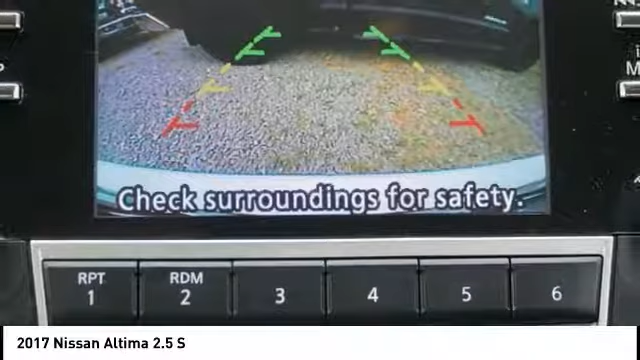 Check surroundings for safety.
RPT RDM
1 2 3 4 5 6
2017 Nissan Altima 2.5 S